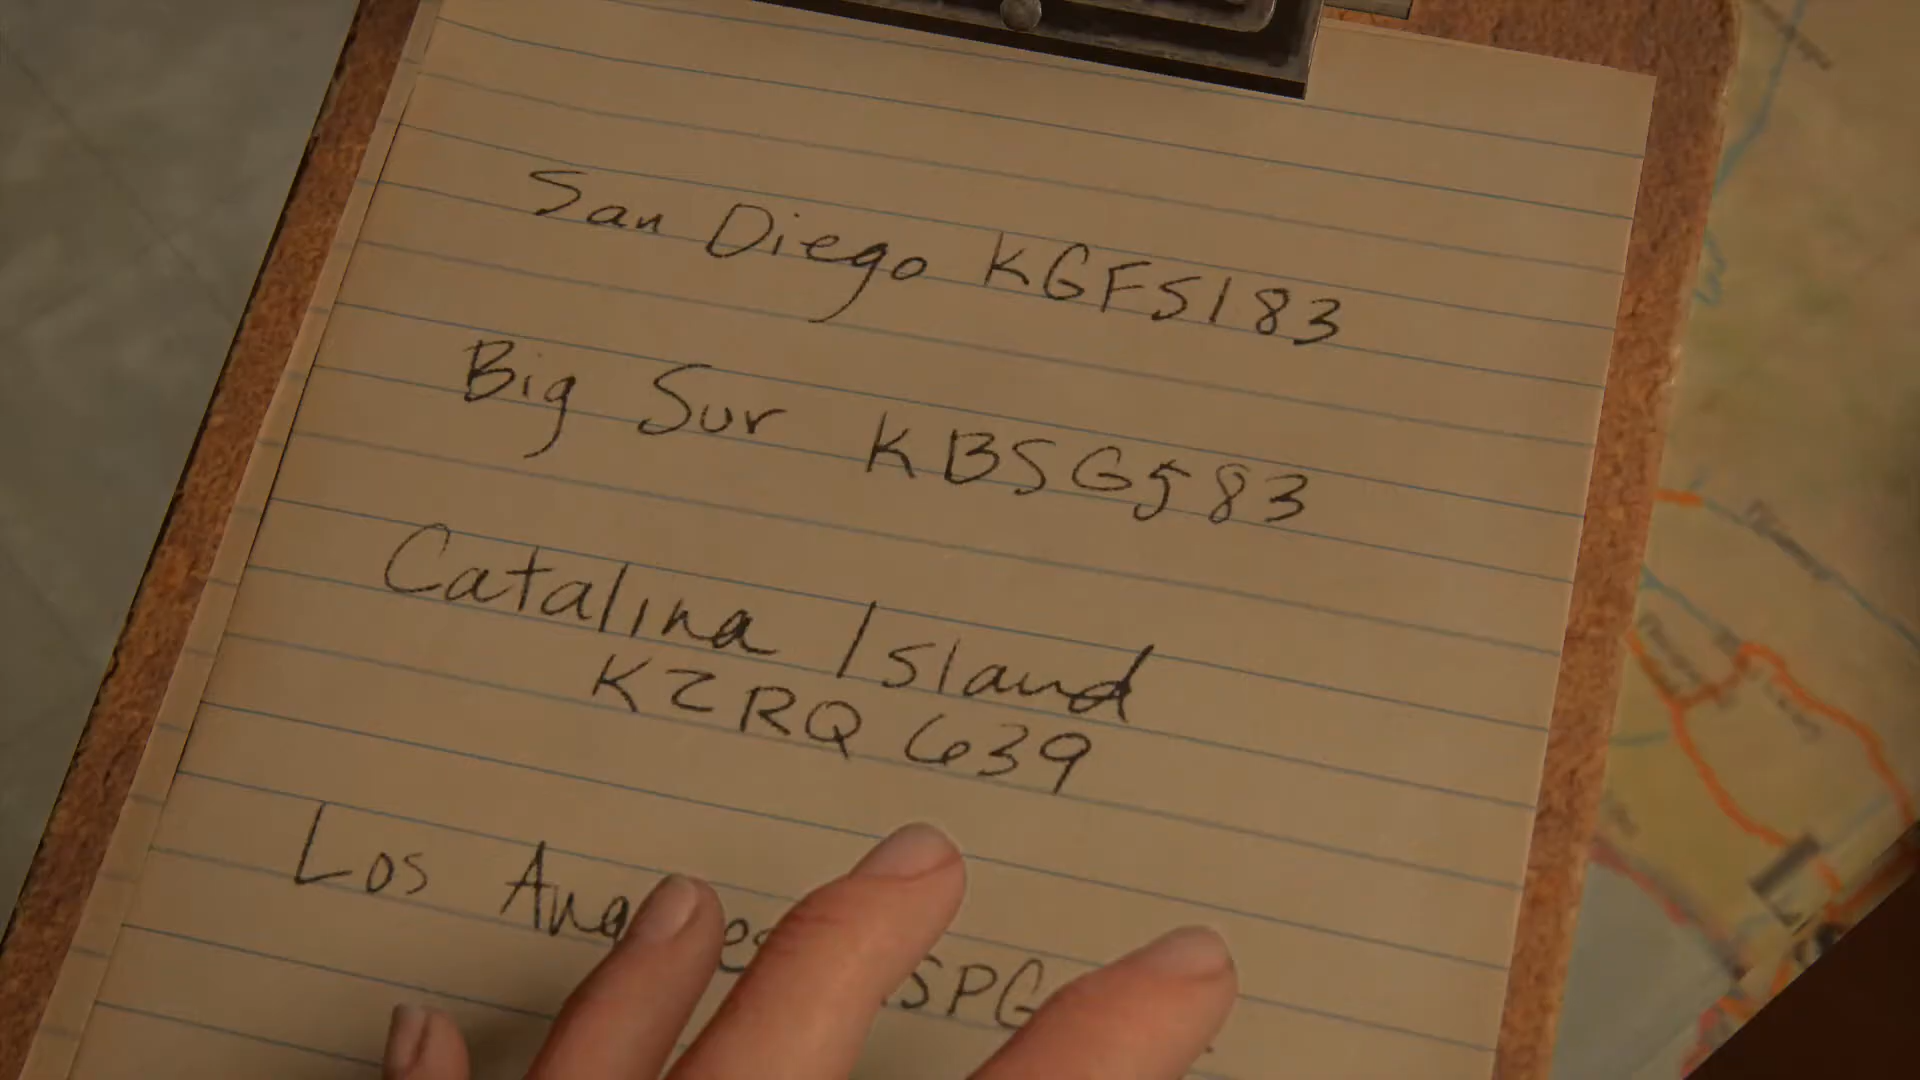 San Diego KGFS183
Big Sur KBSG583
Catalina Island
KZRQ 639
Los